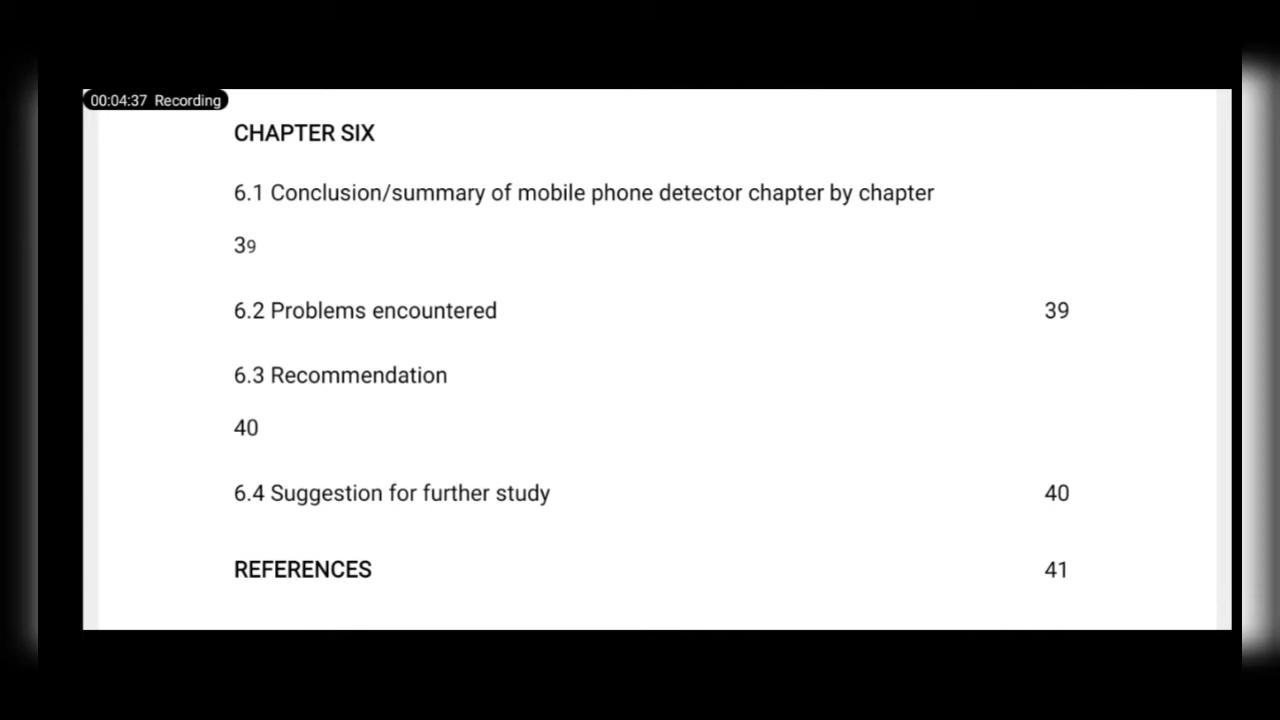 00:04:37 Recording
CHAPTER SIX
6.1 Conclusion/summary of mobile phone detector chapter by chapter
39
6.2 Problems encountered 39
6.3 Recommendation
40
6.4 Suggestion for further study 40
REFERENCES 41